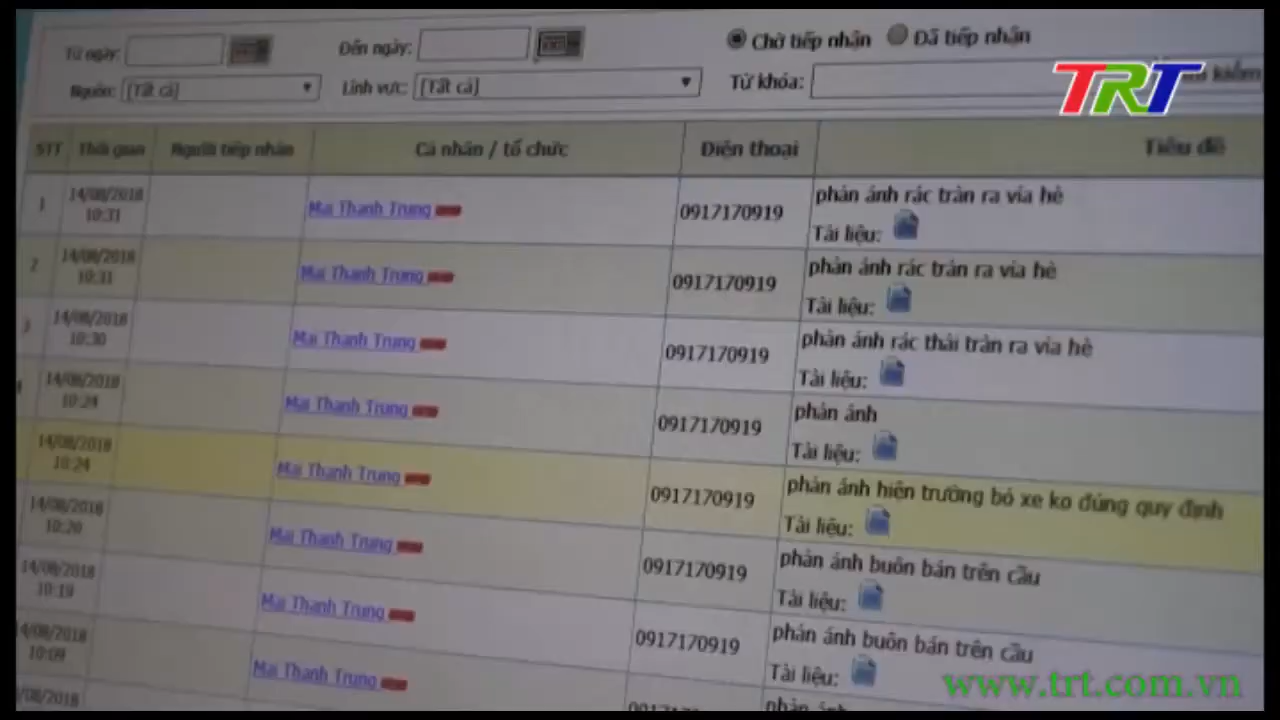 Từ ngày: Đến ngày: Chờ tiếp nhận Đã tiếp nhận
TRT
Nguồn: [Tất cả] Lĩnh vực: [Tất cả] Từ khóa: kiếm
STT Thời gian Người tiếp nhận Cá nhân / tổ chức Điện thoại Tiêu đề
1 14/08/2018 10:31 Mai Thanh Trung 0917170919 phản ánh rác tràn ra vỉa hè
Tài liệu:
2 14/08/2018 10:31 Mai Thanh Trung 0917170919 phản ánh rác tràn ra vỉa hè
Tài liệu:
3 14/08/2018 10:30 Mai Thanh Trung 0917170919 phản ánh rác thải tràn ra vỉa hè
Tài liệu:
14/08/2018 10:24 Mai Thanh Trung 0917170919 phản ánh
Tài liệu:
14/08/2018 10:24 Mai Thanh Trung 0917170919 phản ánh hiện trường bỏ xe ko đúng quy định
Tài liệu:
14/08/2018 10:20 Mai Thanh Trung 0917170919 phản ánh buôn bán trên cầu
Tài liệu:
14/08/2018 10:19 Mai Thanh Trung 0917170919 phản ánh buôn bán trên cầu
Tài liệu:
14/08/2018 10:09 Mai Thanh Trung
www.trt.com.vn